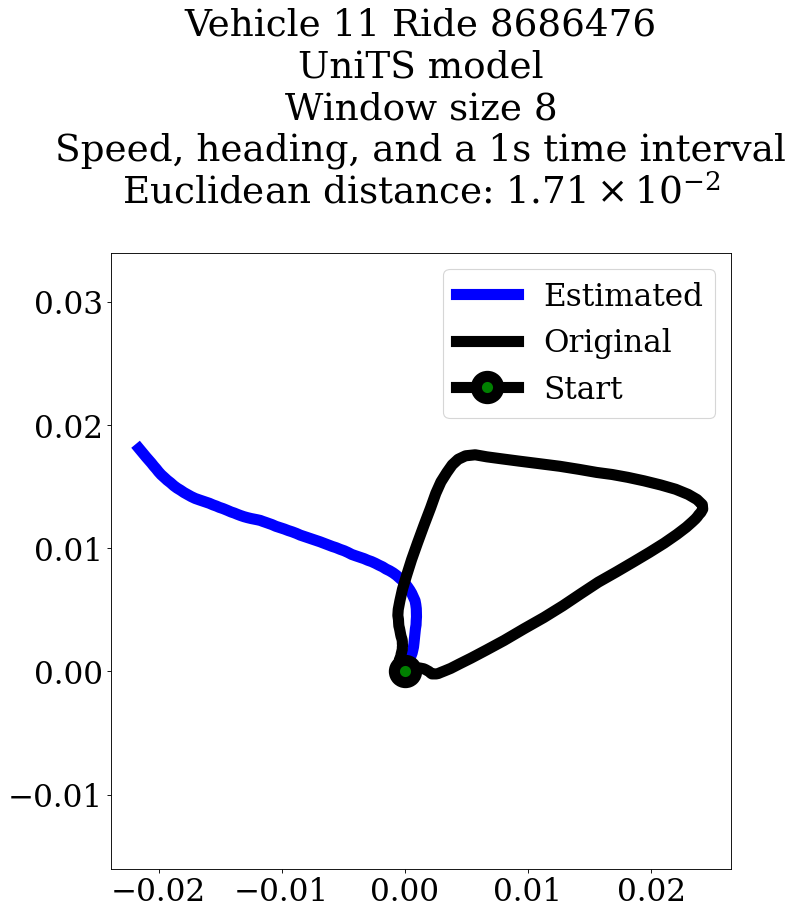 Vehicle 11 Ride 8686476
UniTS model
Window size 8
Speed, heading, and a 1s time interval
Euclidean distance: 1.71 × 10⁻²
Estimated
Original
Start
0.03
0.02
0.01
0.00
−0.01
−0.02 −0.01 0.00 0.01 0.02